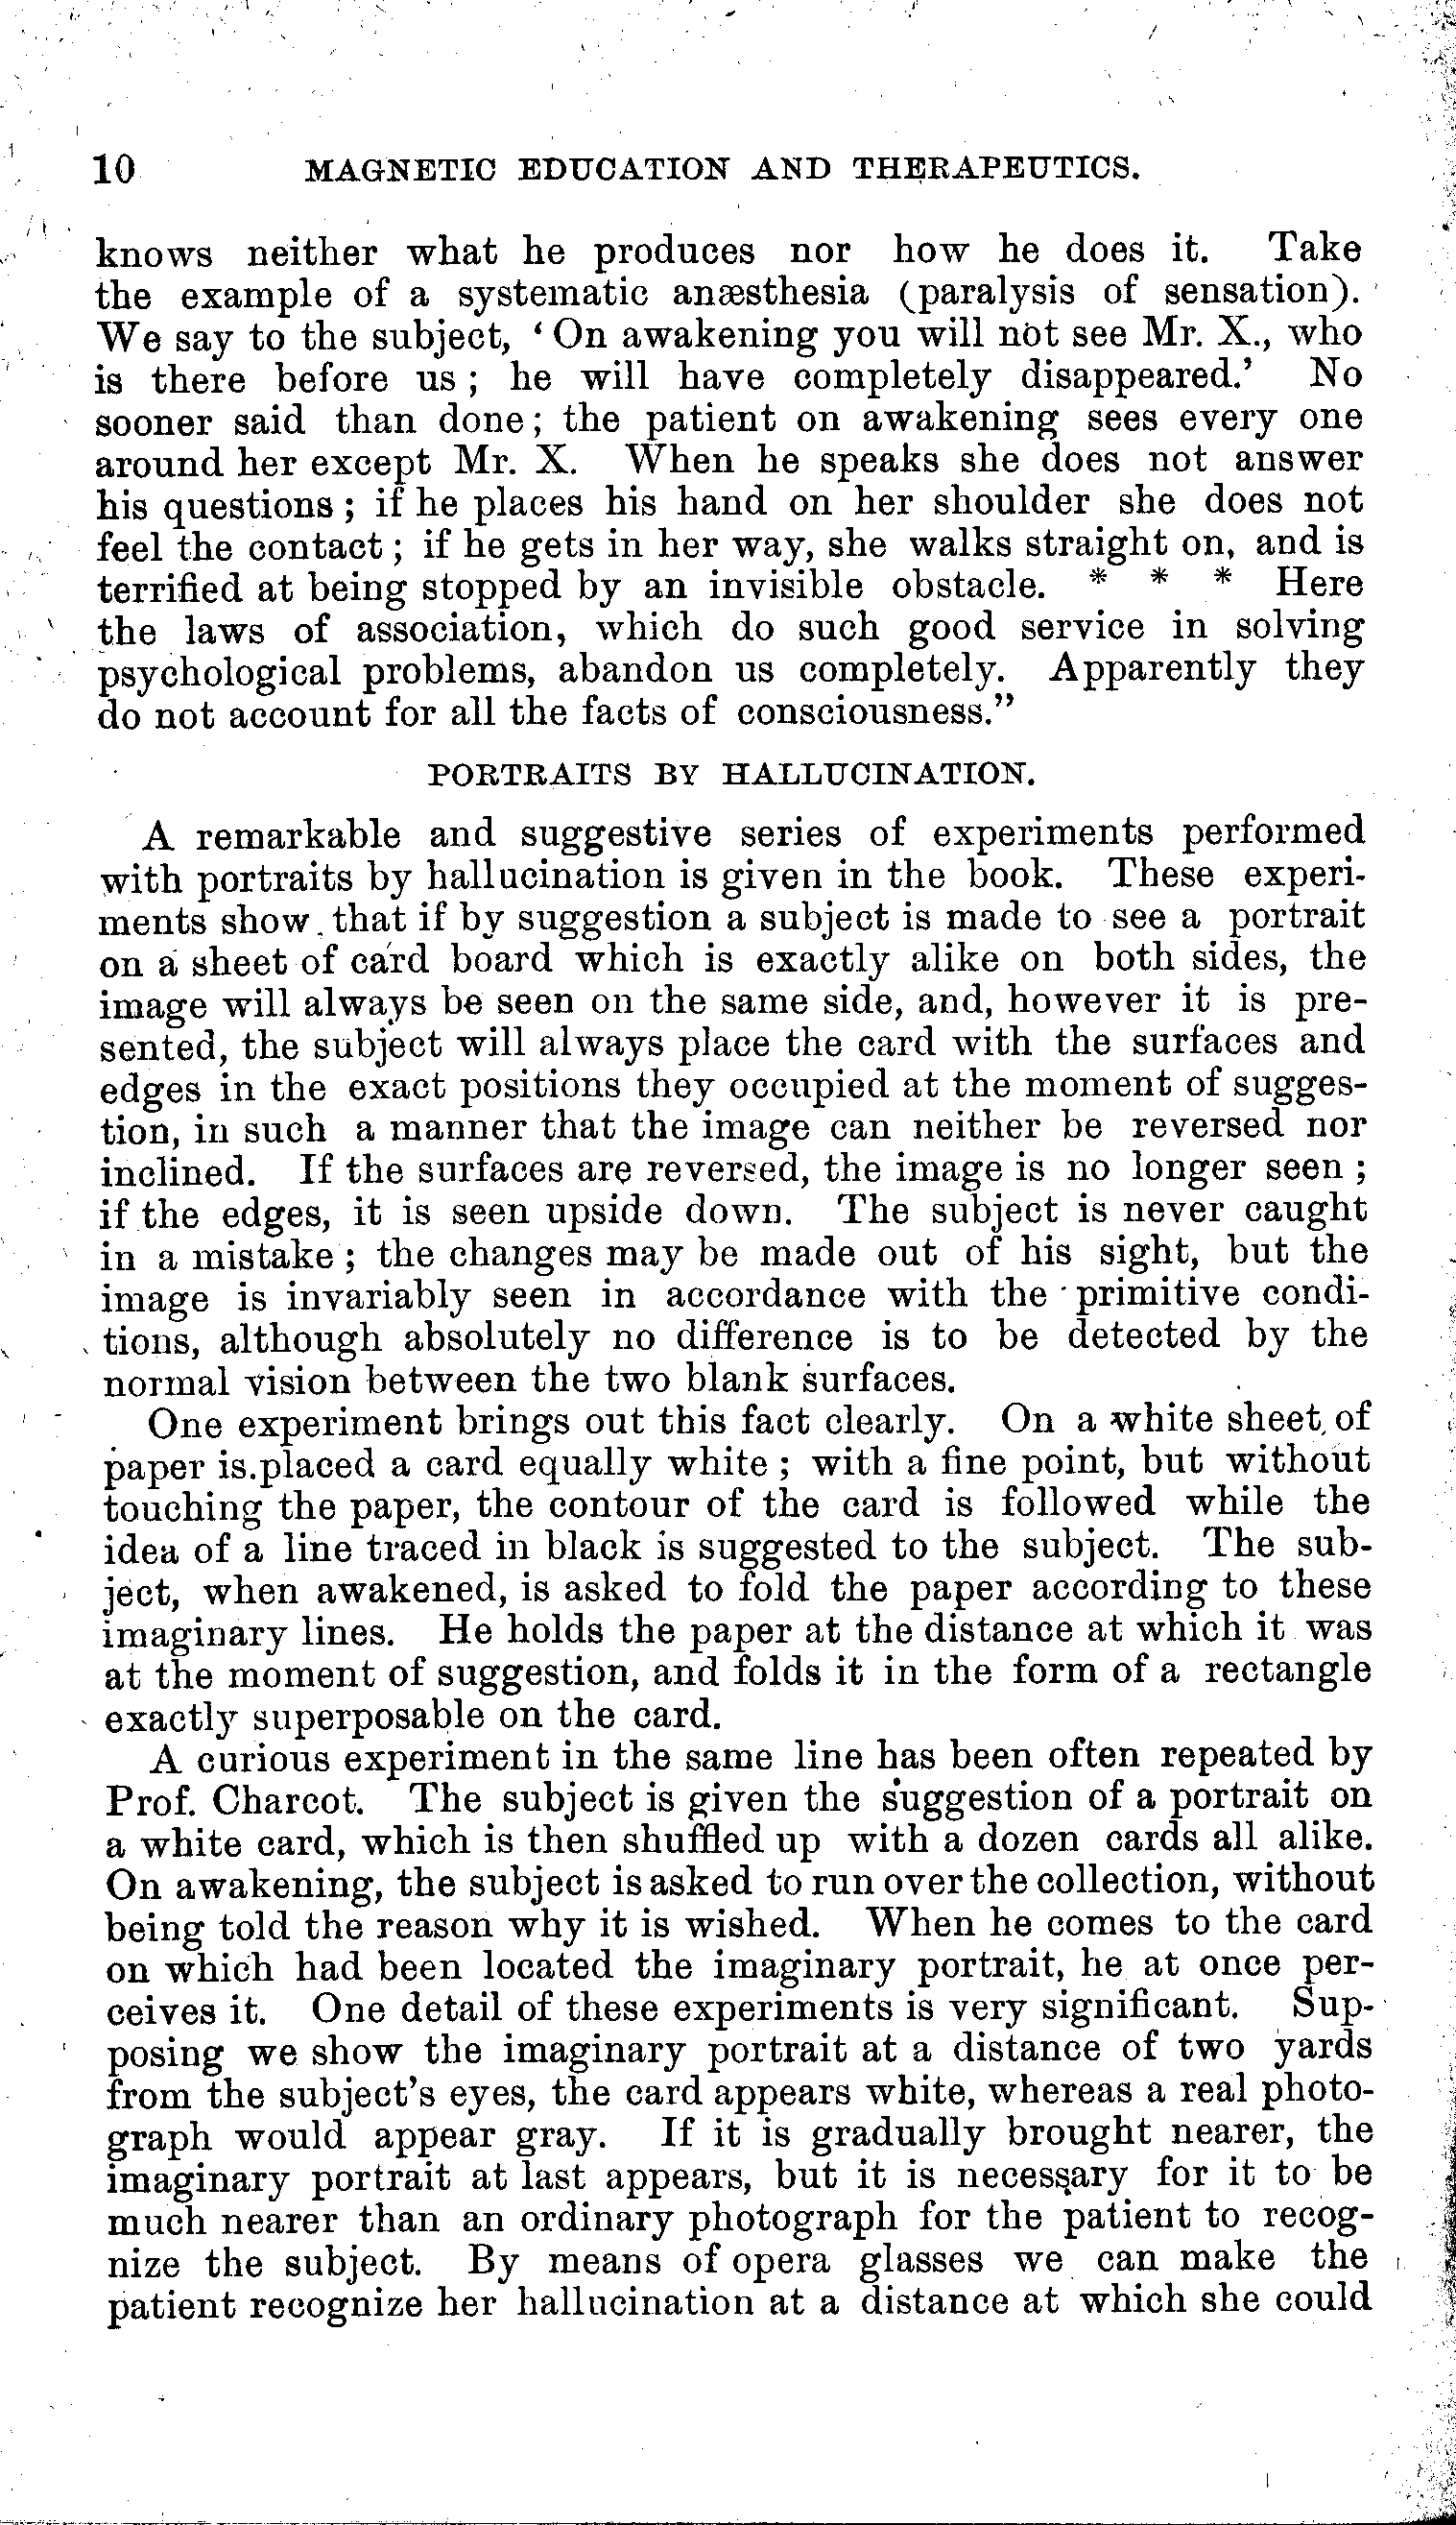 10 MAGNETIC EDUCATION AND THERAPEUTICS.
knows neither what he produces nor how he does it. Take
the example of a systematic anæsthesia (paralysis of sensation).
We say to the subject, ‘On awakening you will not see Mr. X., who
is there before us; he will have completely disappeared.’ No
sooner said than done; the patient on awakening sees every one
around her except Mr. X. When he speaks she does not answer
his questions; if he places his hand on her shoulder she does not
feel the contact; if he gets in her way, she walks straight on, and is
terrified at being stopped by an invisible obstacle. * * * Here
the laws of association, which do such good service in solving
psychological problems, abandon us completely. Apparently they
do not account for all the facts of consciousness.”
PORTRAITS BY HALLUCINATION.
A remarkable and suggestive series of experiments performed
with portraits by hallucination is given in the book. These experi-
ments show that if by suggestion a subject is made to see a portrait
on a sheet of card board which is exactly alike on both sides, the
image will always be seen on the same side, and, however it is pre-
sented, the subject will always place the card with the surfaces and
edges in the exact positions they occupied at the moment of sugges-
tion, in such a manner that the image can neither be reversed nor
inclined. If the surfaces are reversed, the image is no longer seen;
if the edges, it is seen upside down. The subject is never caught
in a mistake; the changes may be made out of his sight, but the
image is invariably seen in accordance with the primitive condi-
tions, although absolutely no difference is to be detected by the
normal vision between the two blank surfaces.
One experiment brings out this fact clearly. On a white sheet of
paper is placed a card equally white; with a fine point, but without
touching the paper, the contour of the card is followed while the
idea of a line traced in black is suggested to the subject. The sub-
ject, when awakened, is asked to fold the paper according to these
imaginary lines. He holds the paper at the distance at which it was
at the moment of suggestion, and folds it in the form of a rectangle
exactly superposable on the card.
A curious experiment in the same line has been often repeated by
Prof. Charcot. The subject is given the suggestion of a portrait on
a white card, which is then shuffled up with a dozen cards all alike.
On awakening, the subject is asked to run over the collection, without
being told the reason why it is wished. When he comes to the card
on which had been located the imaginary portrait, he at once per-
ceives it. One detail of these experiments is very significant. Sup-
posing we show the imaginary portrait at a distance of two yards
from the subject's eyes, the card appears white, whereas a real photo-
graph would appear gray. If it is gradually brought nearer, the
imaginary portrait at last appears, but it is necessary for it to be
much nearer than an ordinary photograph for the patient to recog-
nize the subject. By means of opera glasses we can make the
patient recognize her hallucination at a distance at which she could